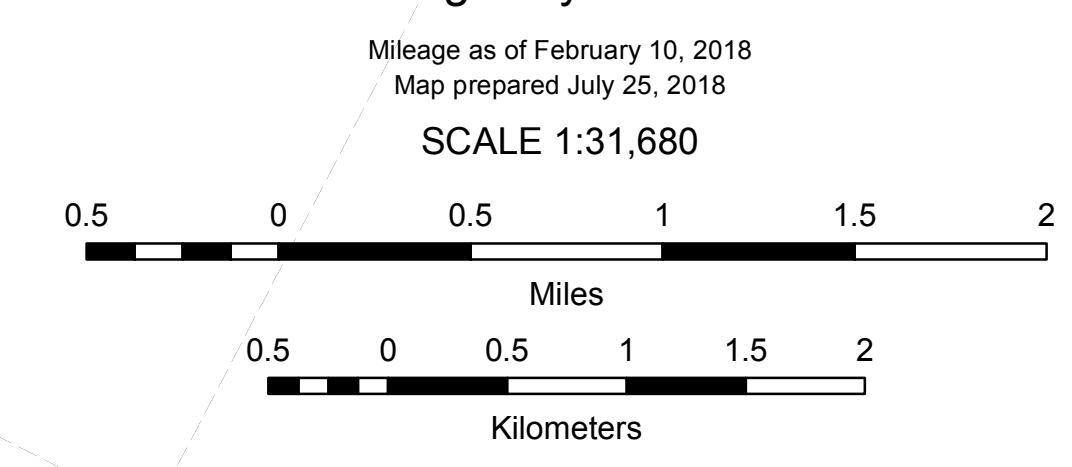 Mileage as of February 10, 2018
Map prepared July 25, 2018
SCALE 1:31,680
0.5 0 0.5 1 1.5 2
Miles
0.5 0 0.5 1 1.5 2
Kilometers